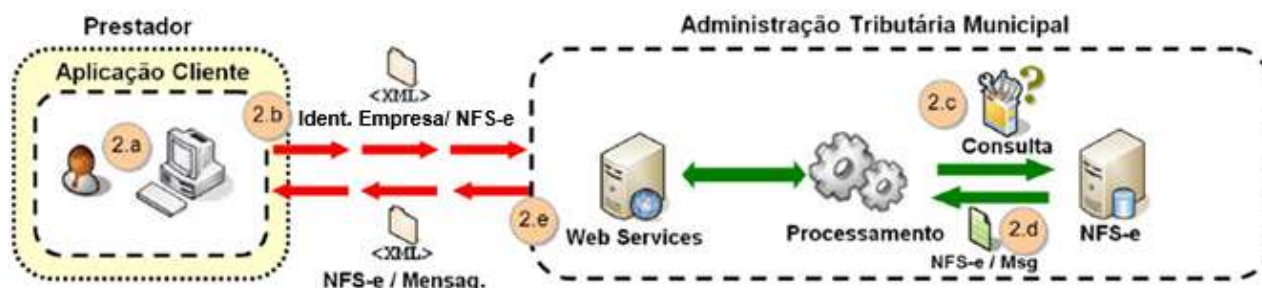 Prestador
Administração Tributária Municipal
Aplicação Cliente
<XML>
2.a
2.b
Ident. Empresa/ NFS-e
2.c
?
Consulta
2.e
Web Services
Processamento
2.d
NFS-e
<XML>
NFS-e / Msg
NFS-e / Mensag.